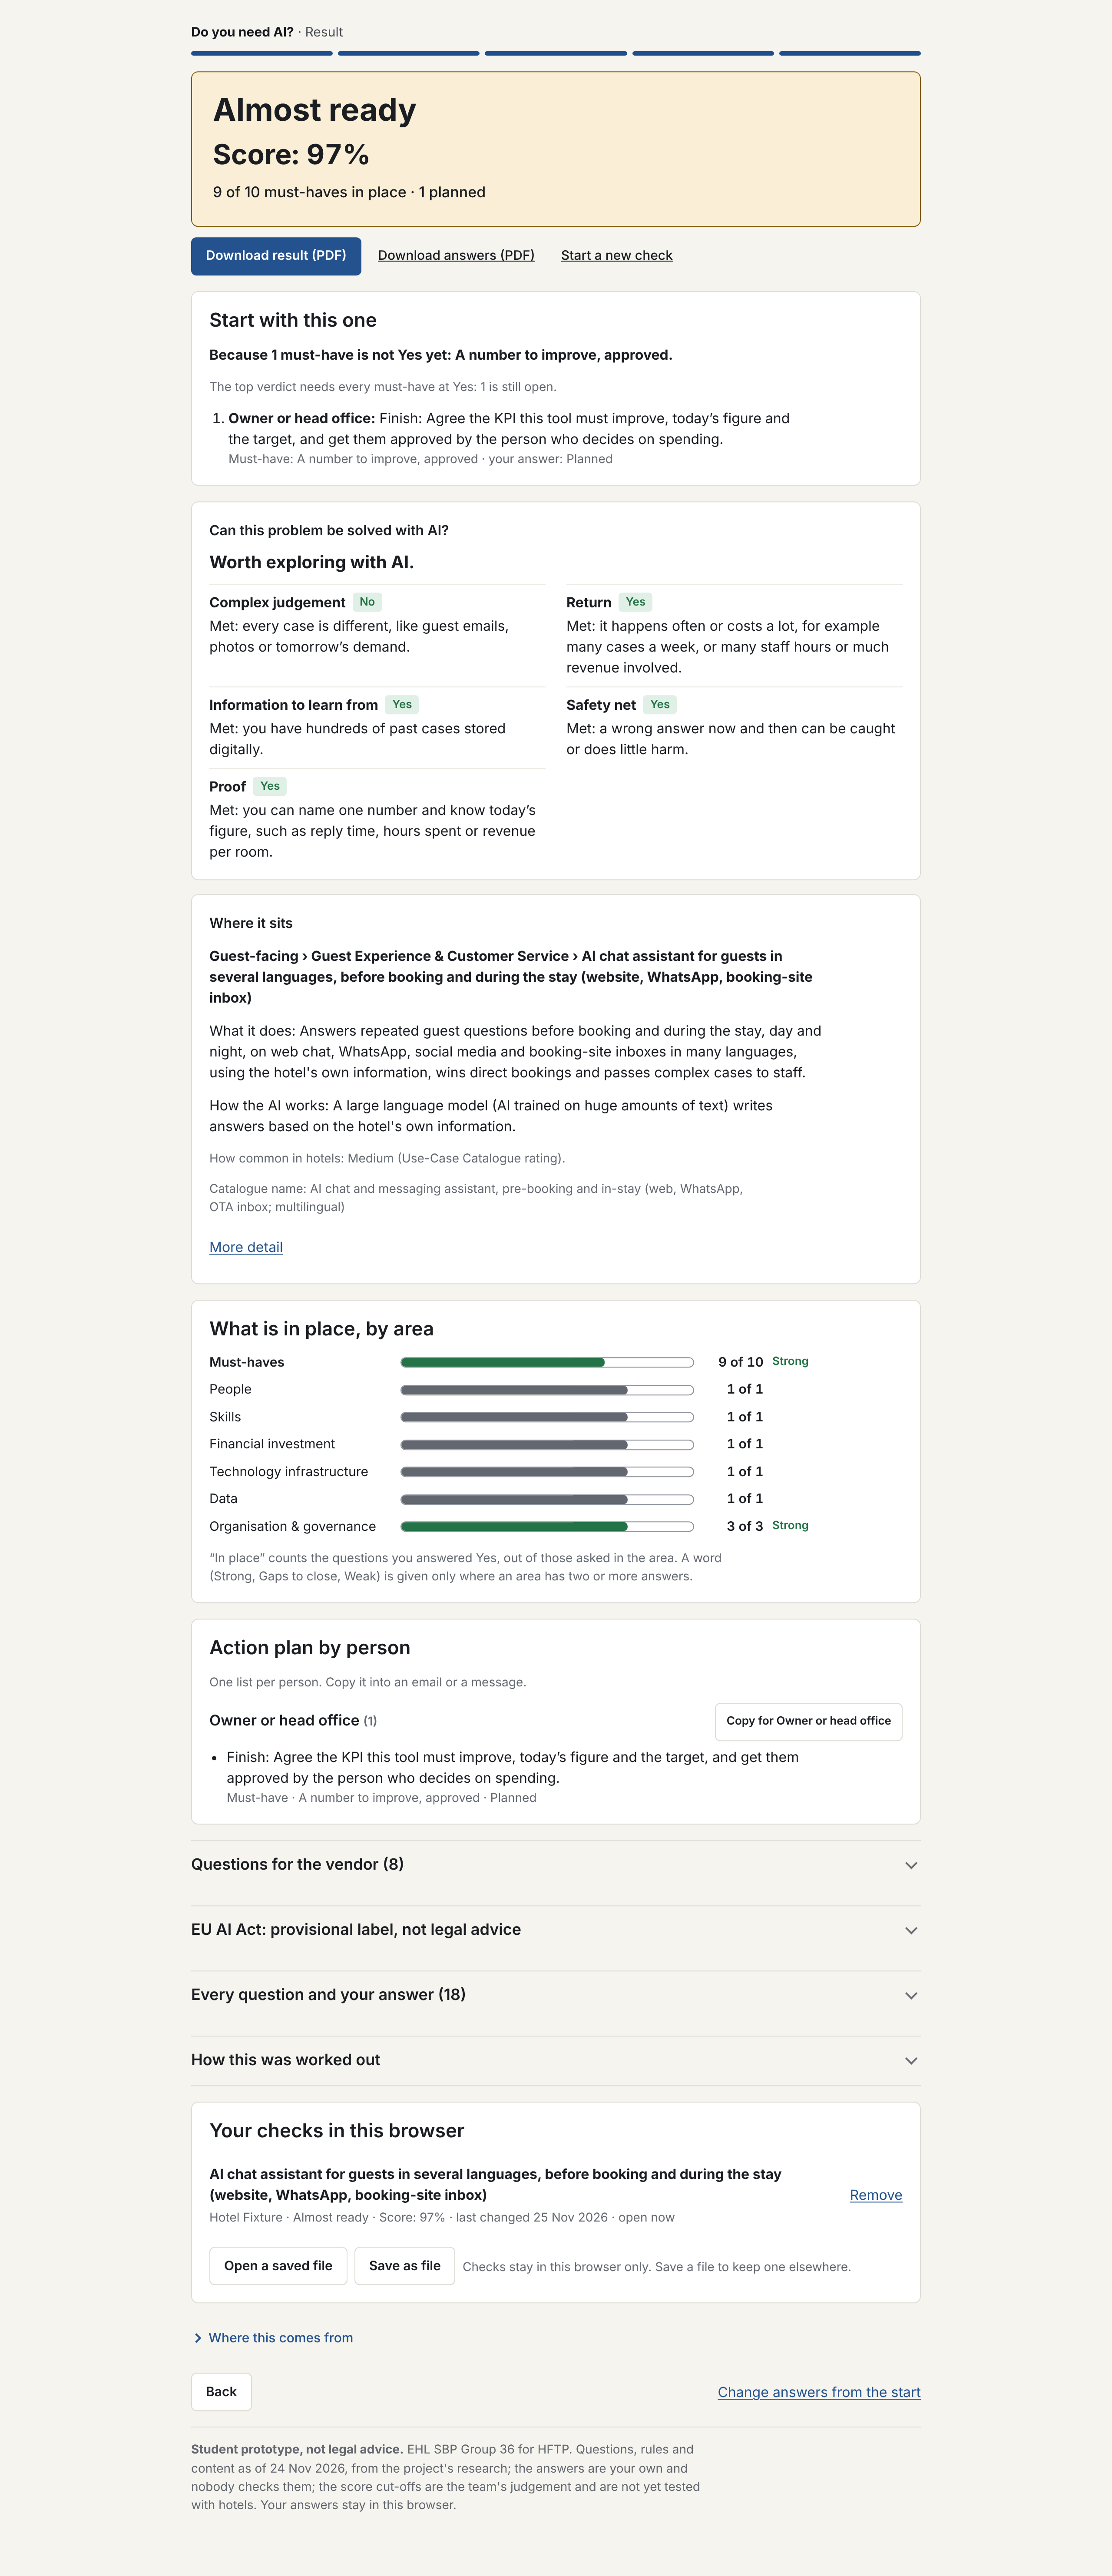 Do you need AI? · Result
Almost ready
Score: 97%
9 of 10 must-haves in place · 1 planned
Download result (PDF) Download answers (PDF) Start a new check
Start with this one
Because 1 must-have is not Yes yet: A number to improve, approved.
The top verdict needs every must-have at Yes: 1 is still open.
1. Owner or head office: Finish: Agree the KPI this tool must improve, today’s figure and
the target, and get them approved by the person who decides on spending.
Must-have: A number to improve, approved · your answer: Planned
Can this problem be solved with AI?
Worth exploring with AI.
Complex judgement No
Met: every case is different, like guest emails,
photos or tomorrow’s demand.
Return Yes
Met: it happens often or costs a lot, for example
many cases a week, or many staff hours or much
revenue involved.
Information to learn from Yes
Met: you have hundreds of past cases stored
digitally.
Safety net Yes
Met: a wrong answer now and then can be caught
or does little harm.
Proof Yes
Met: you can name one number and know today’s
figure, such as reply time, hours spent or revenue
per room.
Where it sits
Guest-facing › Guest Experience & Customer Service › AI chat assistant for guests in
several languages, before booking and during the stay (website, WhatsApp, booking-site
inbox)
What it does: Answers repeated guest questions before booking and during the stay, day and
night, on web chat, WhatsApp, social media and booking-site inboxes in many languages,
using the hotel's own information, wins direct bookings and passes complex cases to staff.
How the AI works: A large language model (AI trained on huge amounts of text) writes
answers based on the hotel's own information.
How common in hotels: Medium (Use-Case Catalogue rating).
Catalogue name: AI chat and messaging assistant, pre-booking and in-stay (web, WhatsApp,
OTA inbox; multilingual)
More detail
What is in place, by area
Must-haves 9 of 10 Strong
People 1 of 1
Skills 1 of 1
Financial investment 1 of 1
Technology infrastructure 1 of 1
Data 1 of 1
Organisation & governance 3 of 3 Strong
“In place” counts the questions you answered Yes, out of those asked in the area. A word
(Strong, Gaps to close, Weak) is given only where an area has two or more answers.
Action plan by person
One list per person. Copy it into an email or a message.
Owner or head office (1) Copy for Owner or head office
• Finish: Agree the KPI this tool must improve, today’s figure and the target, and get them
approved by the person who decides on spending.
Must-have · A number to improve, approved · Planned
Questions for the vendor (8)
EU AI Act: provisional label, not legal advice
Every question and your answer (18)
How this was worked out
Your checks in this browser
AI chat assistant for guests in several languages, before booking and during the stay
(website, WhatsApp, booking-site inbox)
Remove
Hotel Fixture · Almost ready · Score: 97% · last changed 25 Nov 2026 · open now
Open a saved file Save as file Checks stay in this browser only. Save a file to keep one elsewhere.
Where this comes from
Back Change answers from the start
Student prototype, not legal advice. EHL SBP Group 36 for HFTP. Questions, rules and
content as of 24 Nov 2026, from the project's research; the answers are your own and
nobody checks them; the score cut-offs are the team's judgement and are not yet tested
with hotels. Your answers stay in this browser.